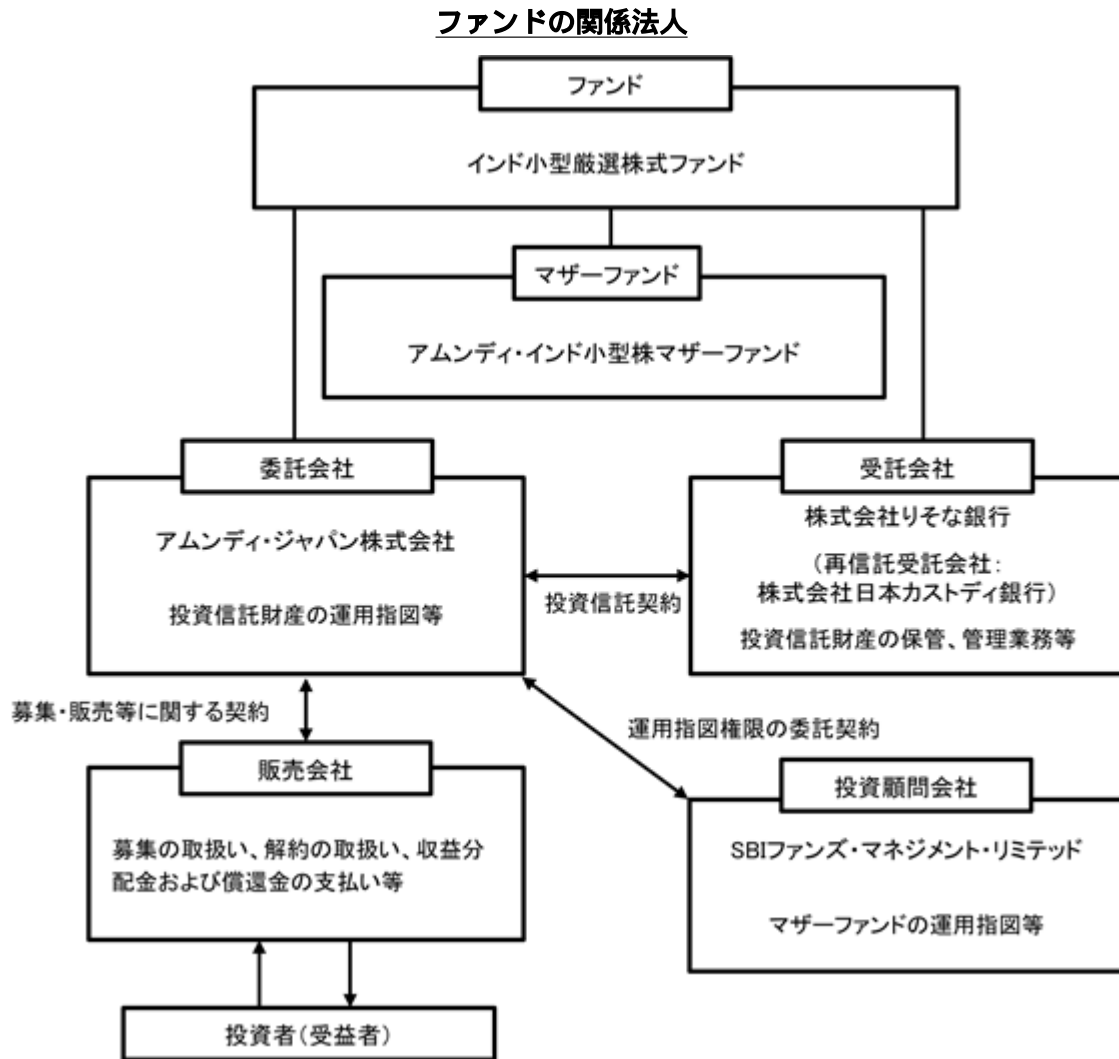 ファンドの関係法人
ファンド
インド小型厳選株式ファンド
マザーファンド
アムンディ・インド小型株マザーファンド
委託会社
アムンディ・ジャパン株式会社
投資信託財産の運用指図等
投資信託契約
受託会社
株式会社りそな銀行
（再信託受託会社：
株式会社日本カストディ銀行）
投資信託財産の保管、管理業務等
募集・販売等に関する契約
運用指図権限の委託契約
販売会社
募集の取扱い、解約の取扱い、収益分
配金および償還金の支払い等
投資顧問会社
SBIファンズ・マネジメント・リミテッド
マザーファンドの運用指図等
投資者（受益者）